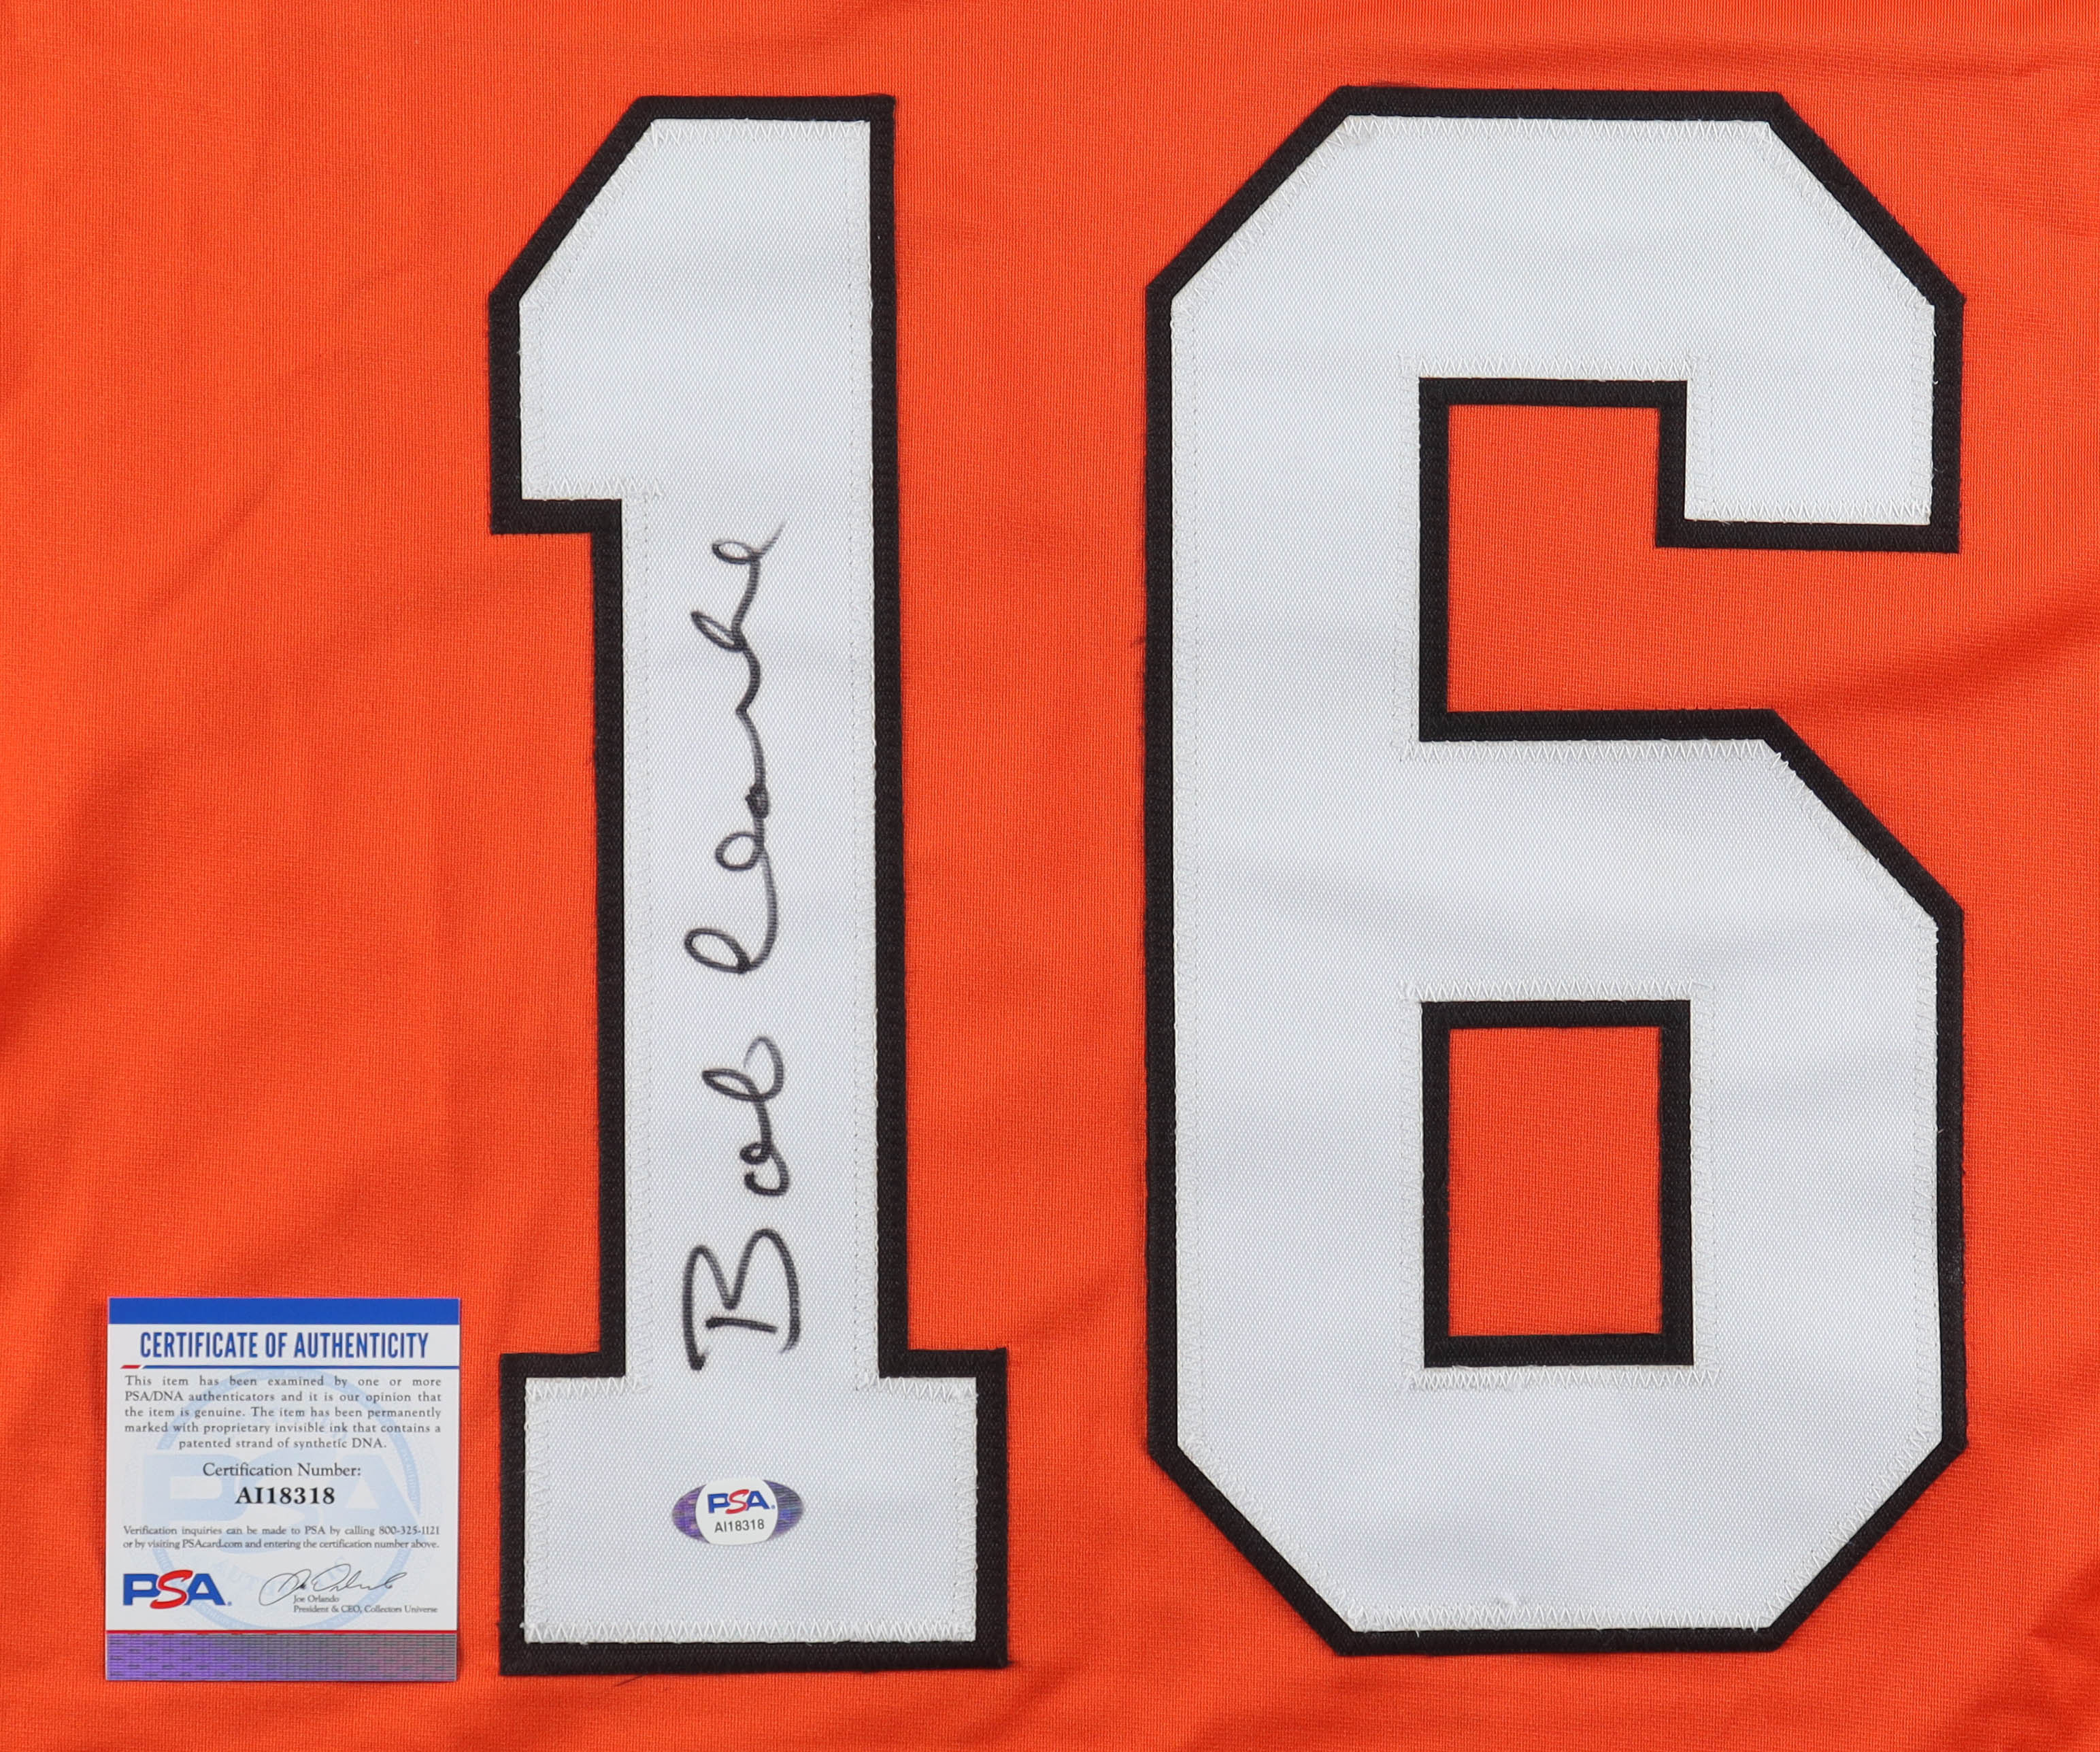 16
Bob Clarke
CERTIFICATE OF AUTHENTICITY
This item has been examined by one or more
PSA/DNA authenticators and it is our opinion that
the item is genuine. The item has been permanently
marked with proprietary invisible ink that contains a
patented strand of synthetic DNA.
Certification Number:
AI18318
Verification inquiries can be made to PSA by calling 800-325-1121
or by visiting PSAcard.com and entering the certification number above.
PSA.
Joe Orlando
President & CEO, Collectors Universe
PSA.
AI18318